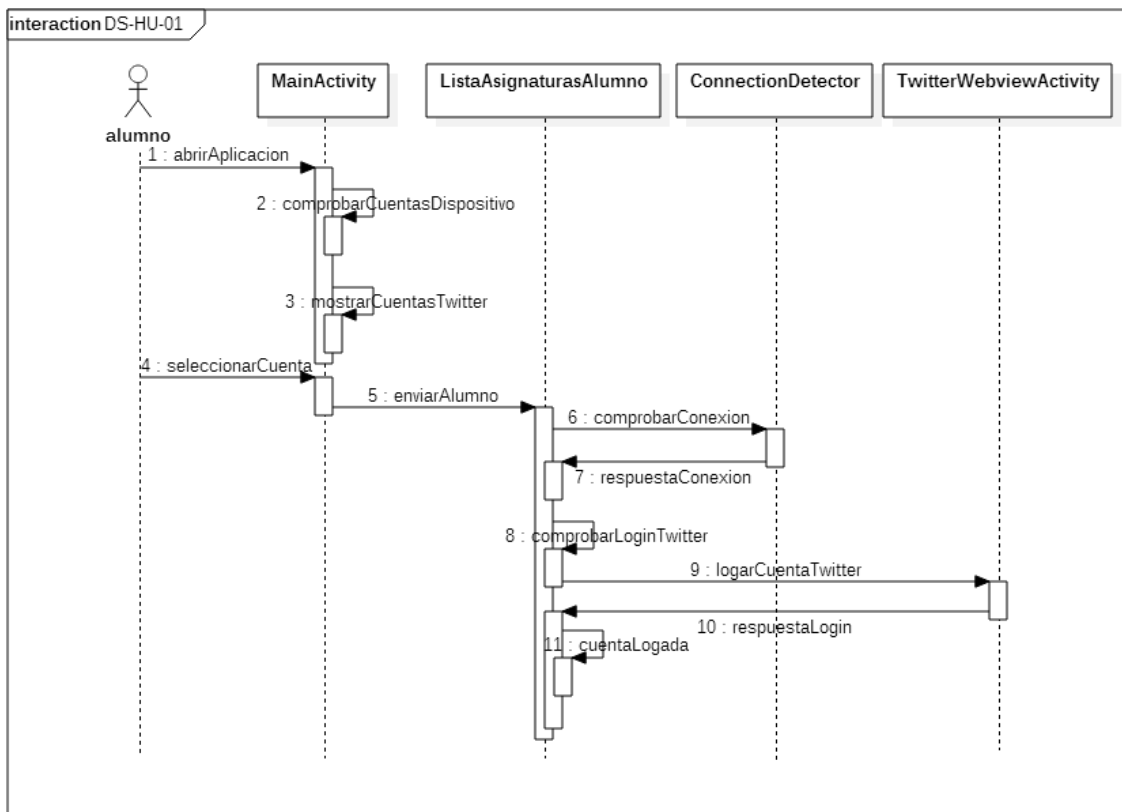 interaction DS-HU-01
MainActivity
ListaAsignaturasAlumno
ConnectionDetector
TwitterWebviewActivity
alumno
1 : abrirAplicacion
2 : comprobarCuentasDispositivo
3 : mostrarCuentasTwitter
4 : seleccionarCuenta
5 : enviarAlumno
6 : comprobarConexion
7 : respuestaConexion
8 : comprobarLoginTwitter
9 : logarCuentaTwitter
10 : respuestaLogin
11 : cuentaLogada